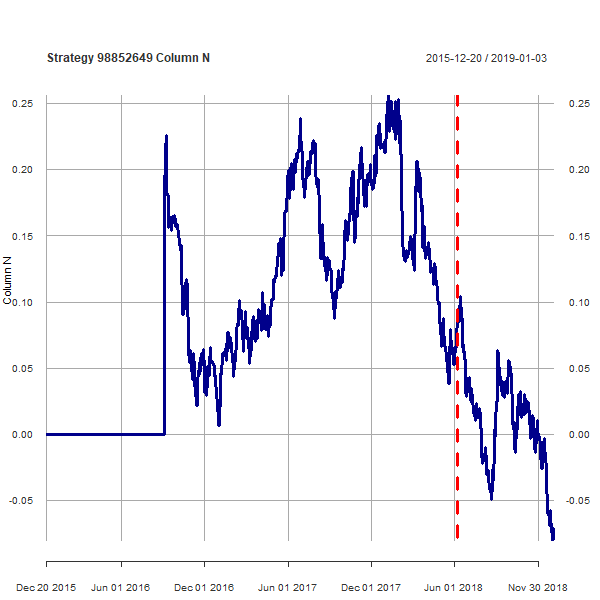 Strategy 98852649 Column N
2015-12-20 / 2019-01-03
0.25
0.20
0.15
0.10
0.05
0.00
-0.05
Column N
0.25
0.20
0.15
0.10
0.05
0.00
-0.05
Dec 20 2015
Jun 01 2016
Dec 01 2016
Jun 01 2017
Dec 01 2017
Jun 01 2018
Nov 30 2018